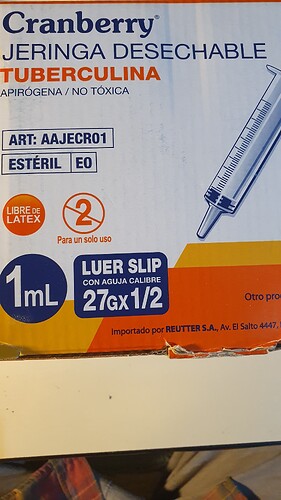 Cranberry®
JERINGA DESECHABLE
TUBERCULINA
APIRÓGENA / NO TÓXICA
ART: AAJECR01
ESTÉRIL EO
LIBRE DE
LATEX
2
Para un solo uso
1mL
LUER SLIP
CON AGUJA CALIBRE
27GX1/2
Otro pro
Importado por REUTTER S.A., Av. El Salto 4447,